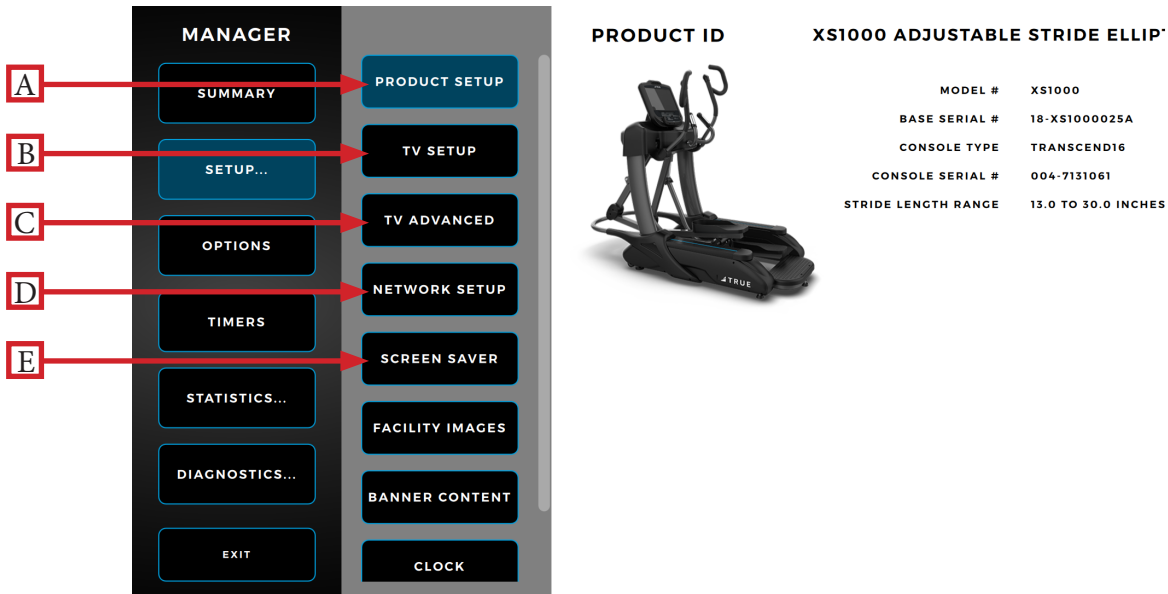 MANAGER
SUMMARY
SETUP...
OPTIONS
TIMERS
STATISTICS...
DIAGNOSTICS...
EXIT
A
B
C
D
E
PRODUCT SETUP
TV SETUP
TV ADVANCED
NETWORK SETUP
SCREEN SAVER
FACILITY IMAGES
BANNER CONTENT
CLOCK
PRODUCT ID
XS1000 ADJUSTABLE STRIDE ELLIPT
MODEL # XS1000
BASE SERIAL # 18-XS1000025A
CONSOLE TYPE TRANSCEND16
CONSOLE SERIAL # 004-7131061
STRIDE LENGTH RANGE 13.0 TO 30.0 INCHES
TRUE